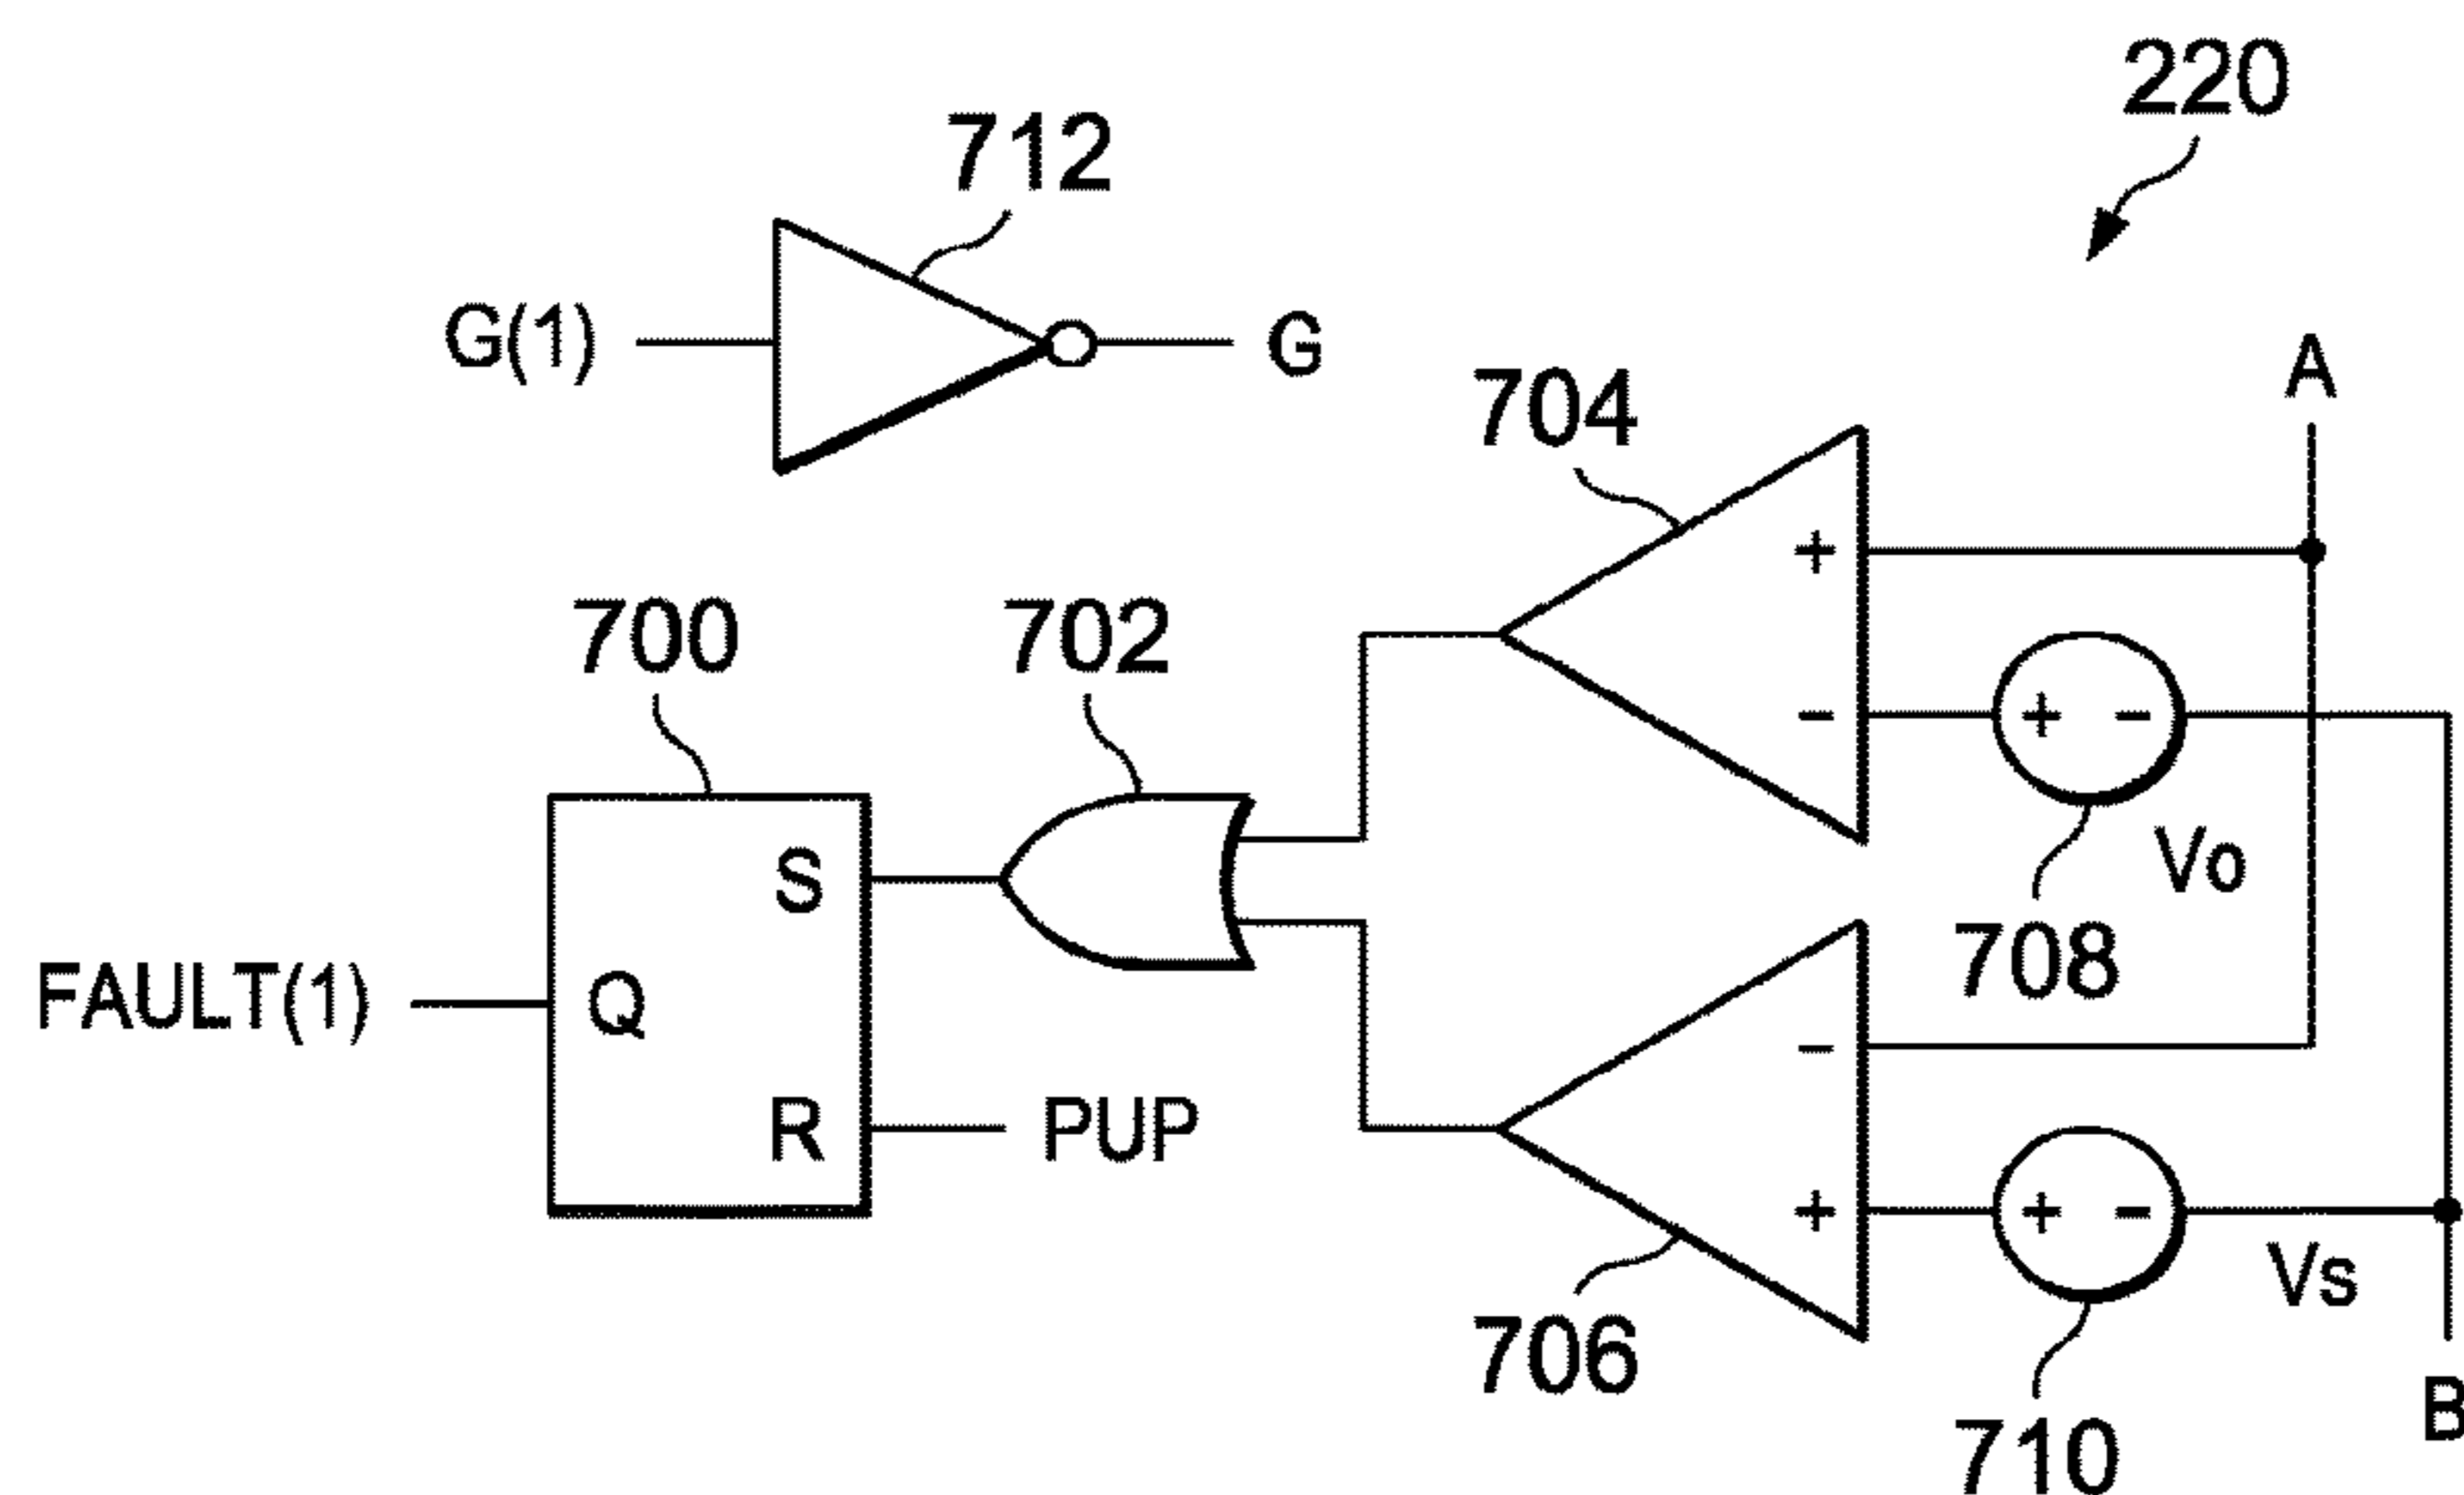 220
712
G(1)
G
A
704
+
700
702
-
+ -
S
Vo
708
FAULT(1)
Q
-
R
PUP
+
+ -
Vs
706
B
710